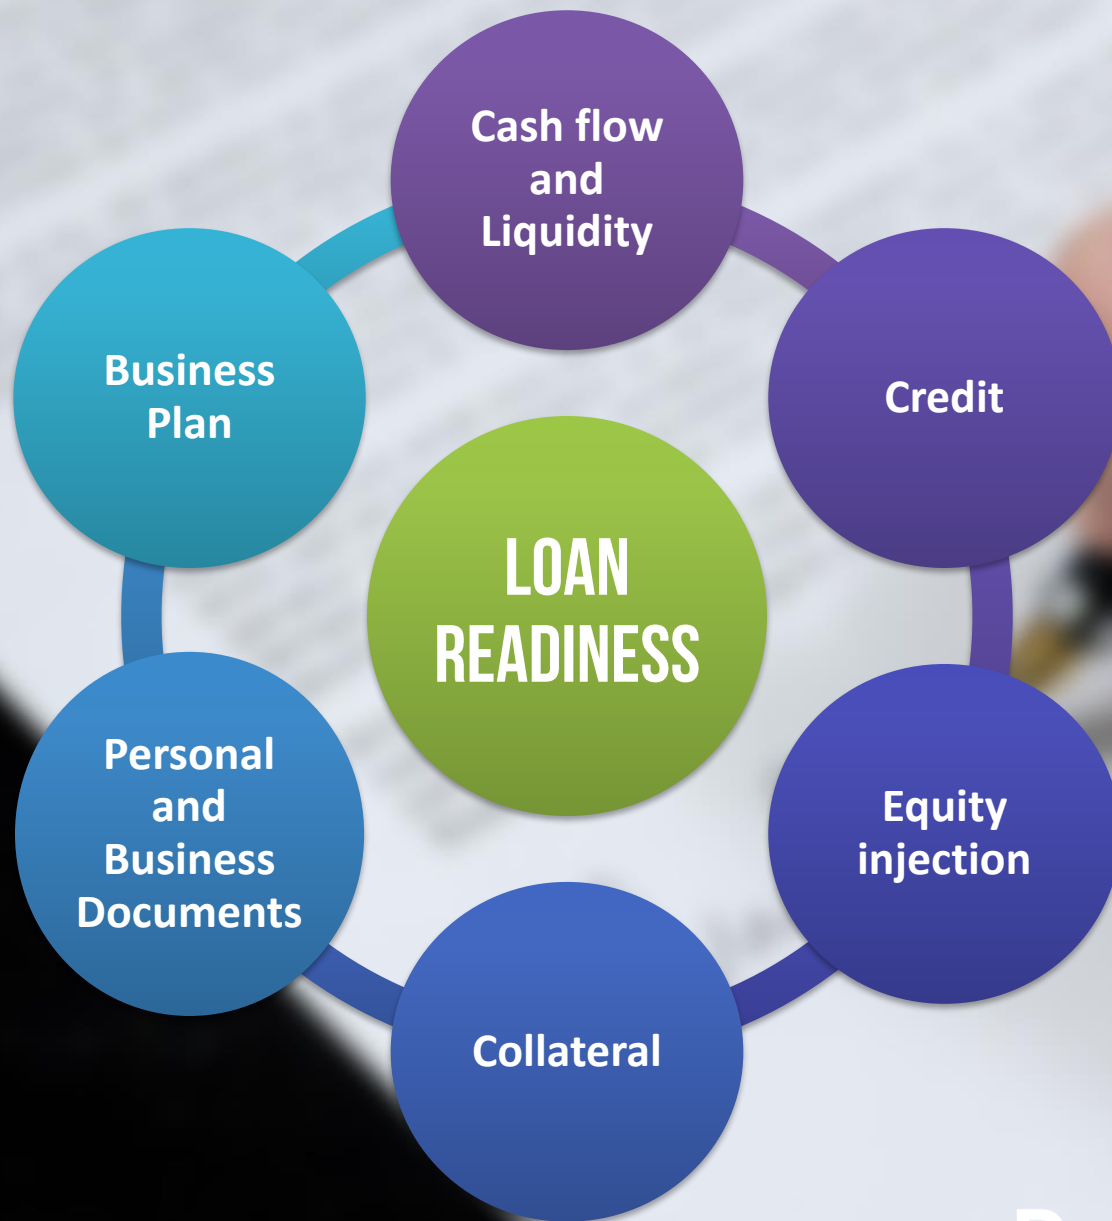 Cash flow
and
Liquidity
Credit
Equity
injection
Collateral
Personal
and
Business
Documents
Business
Plan
LOAN
READINESS